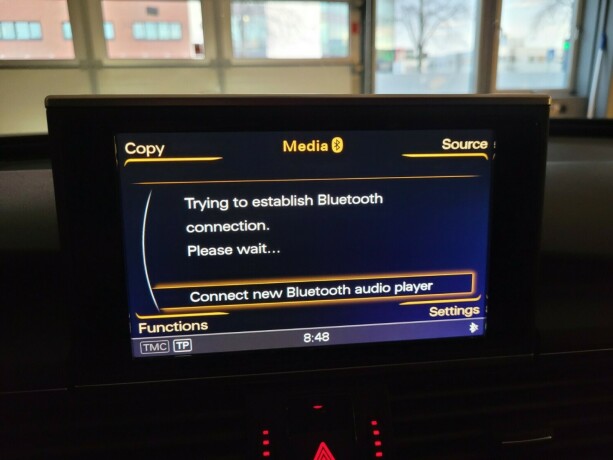 Copy
Media
Source
Trying to establish Bluetooth
connection.
Please wait...
Connect new Bluetooth audio player
Functions
Settings
TMC TP
8:48